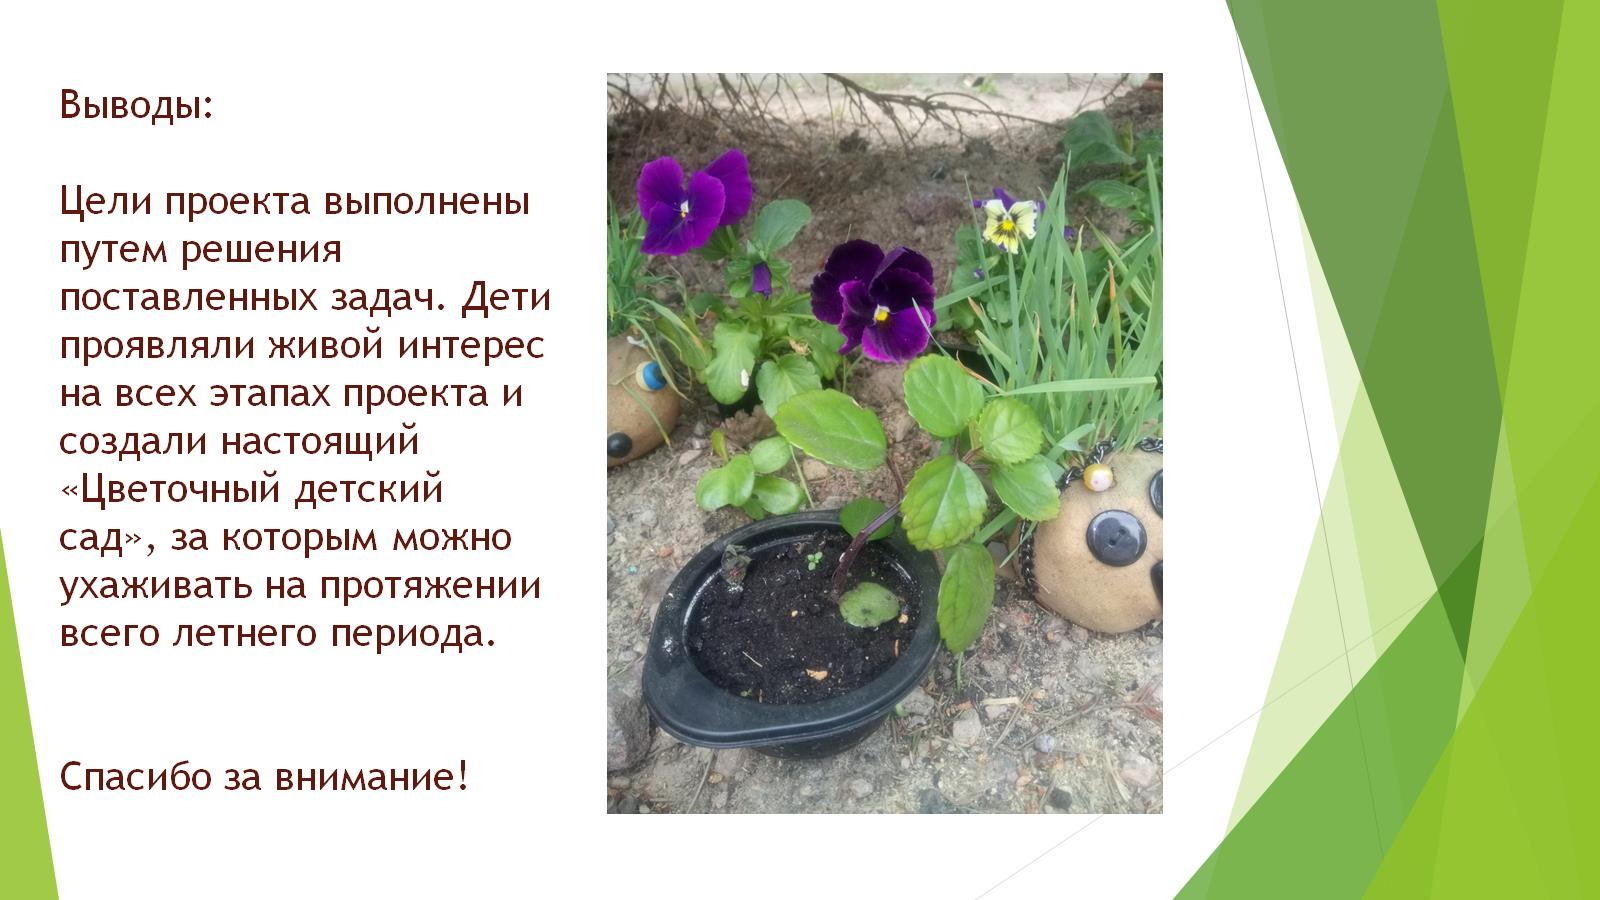 Выводы:
Цели проекта выполнены
путем решения
поставленных задач. Дети
проявляли живой интерес
на всех этапах проекта и
создали настоящий
«Цветочный детский
сад», за которым можно
ухаживать на протяжении
всего летнего периода.
Спасибо за внимание!